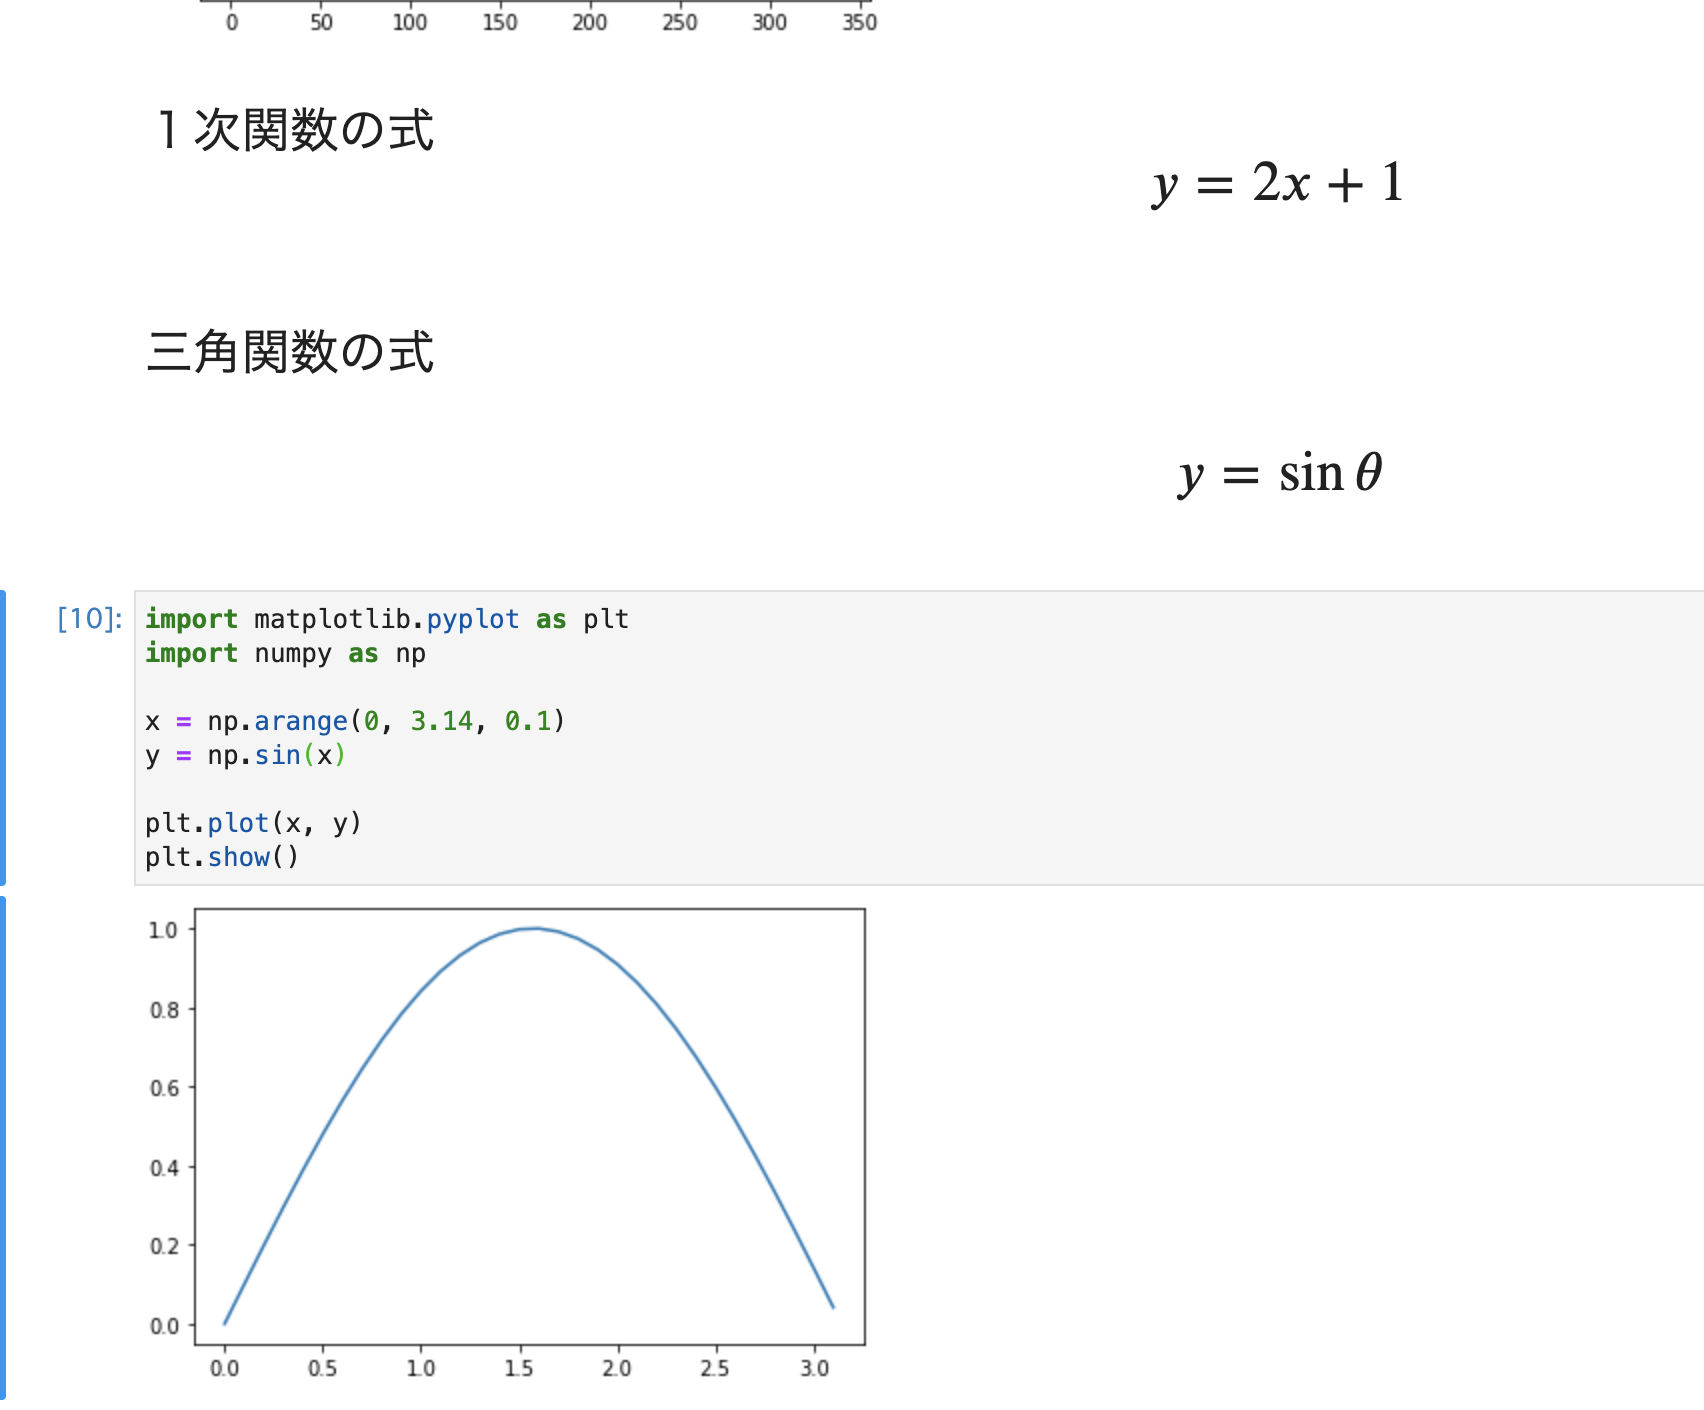 0 50 100 150 200 250 300 350
１次関数の式
y = 2x + 1
三角関数の式
y = sin θ
[10]:
import matplotlib.pyplot as plt
import numpy as np
x = np.arange(0, 3.14, 0.1)
y = np.sin(x)
plt.plot(x, y)
plt.show()
1.0
0.8
0.6
0.4
0.2
0.0
0.0 0.5 1.0 1.5 2.0 2.5 3.0